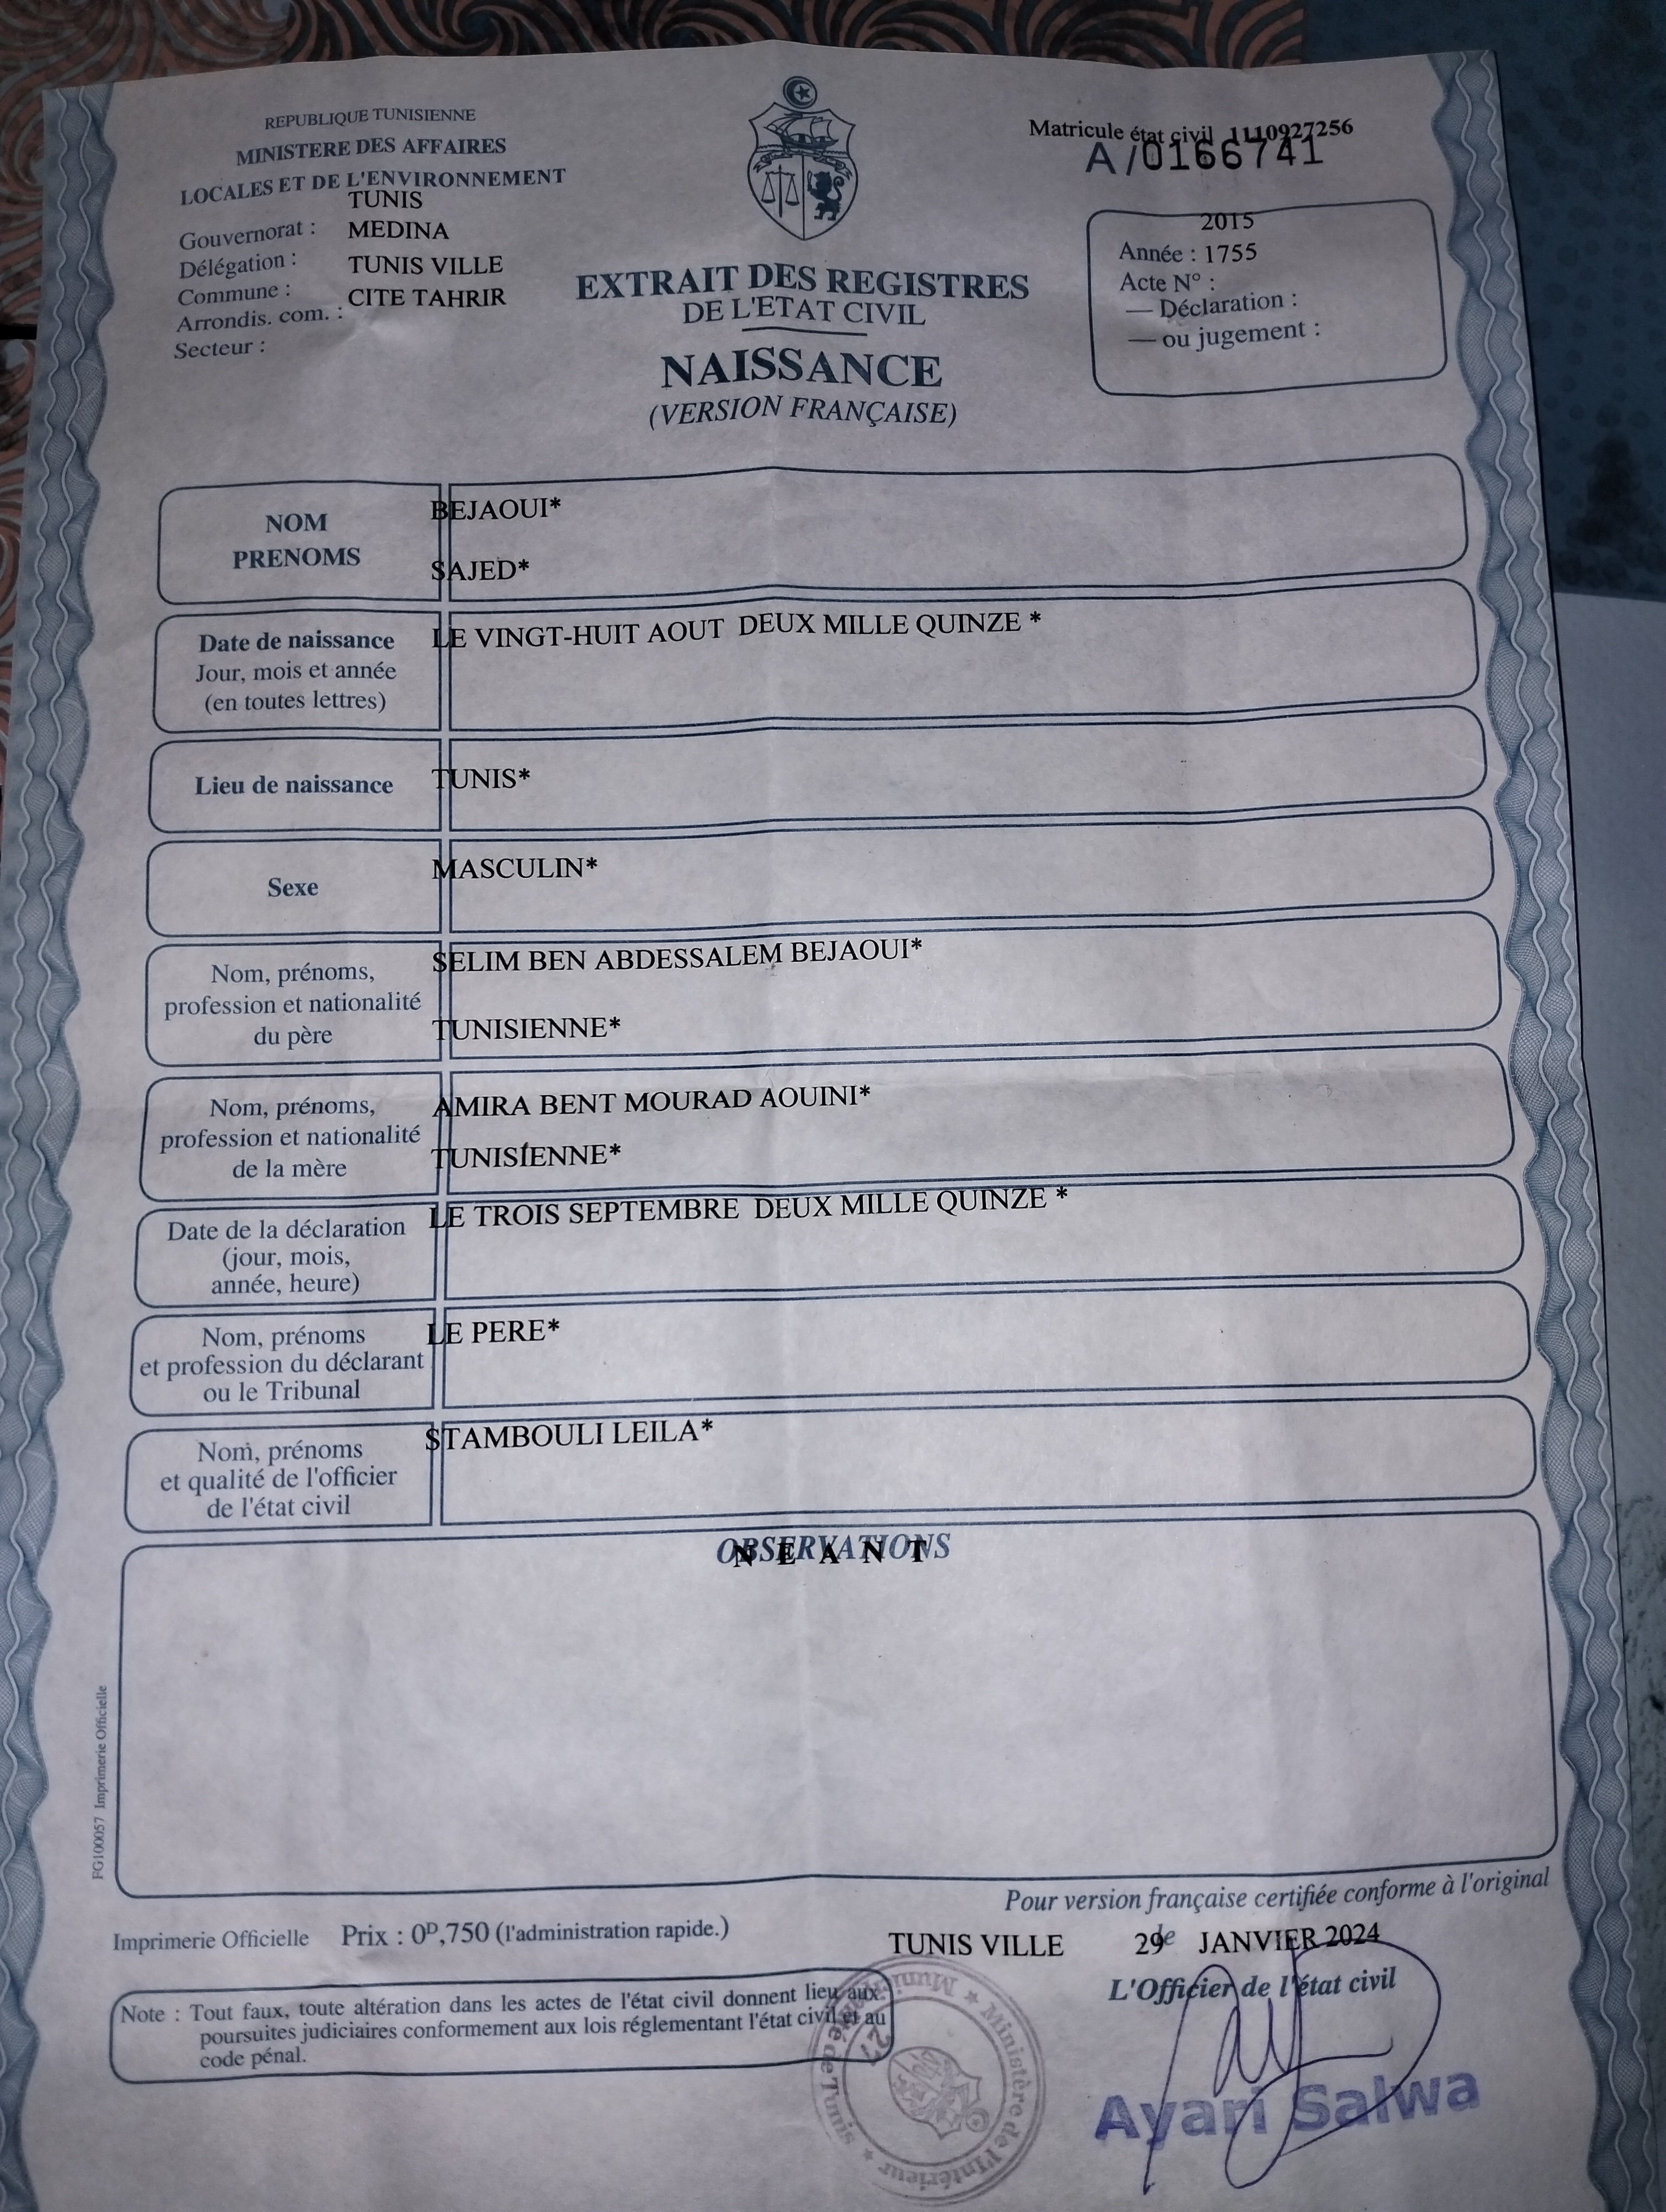 REPUBLIQUE TUNISIENNE
MINISTERE DES AFFAIRES
LOCALES ET DE L'ENVIRONNEMENT
TUNIS
Gouvernorat : MEDINA
Délégation : TUNIS VILLE
Commune : CITE TAHRIR
Arrondis. com. :
Secteur :
Matricule état civil 1110927256
A/0166741
2015
Année : 1755
Acte N° :
— Déclaration :
— ou jugement :
EXTRAIT DES REGISTRES
DE L'ETAT CIVIL
NAISSANCE
(VERSION FRANÇAISE)
NOM
PRENOMS
BEJAOUI*
SAJED*
Date de naissance
Jour, mois et année
(en toutes lettres)
LE VINGT-HUIT AOUT DEUX MILLE QUINZE *
Lieu de naissance
TUNIS*
Sexe
MASCULIN*
Nom, prénoms,
profession et nationalité
du père
SELIM BEN ABDESSALEM BEJAOUI*
TUNISIENNE*
Nom, prénoms,
profession et nationalité
de la mère
AMIRA BENT MOURAD AOUINI*
TUNISIENNE*
Date de la déclaration
(jour, mois,
année, heure)
LE TROIS SEPTEMBRE DEUX MILLE QUINZE *
Nom, prénoms
et profession du déclarant
ou le Tribunal
LE PERE*
Nom, prénoms
et qualité de l'officier
de l'état civil
STAMBOULI LEILA*
OBSERVATIONS
N E A N T
FG100057 Imprimerie Officielle
Pour version française certifiée conforme à l'original
Imprimerie Officielle Prix : 0D,750 (l'administration rapide.)
TUNIS VILLE 29 le JANVIER 2024
L'Officier de l'état civil
Note : Tout faux, toute altération dans les actes de l'état civil donnent lieu aux
poursuites judiciaires conformement aux lois réglementant l'état civil et au
code pénal.
Ministère de l'Intérieur ★
de Tunis
27
Ayari Salwa